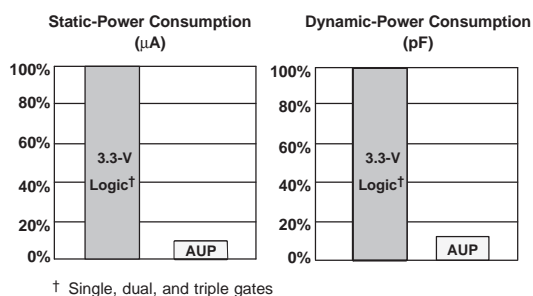 Static-Power Consumption
(μA)
100%
80%
60%
40%
20%
0%
3.3-V
Logic†
AUP
Dynamic-Power Consumption
(pF)
100%
80%
60%
40%
20%
0%
3.3-V
Logic†
AUP
† Single, dual, and triple gates